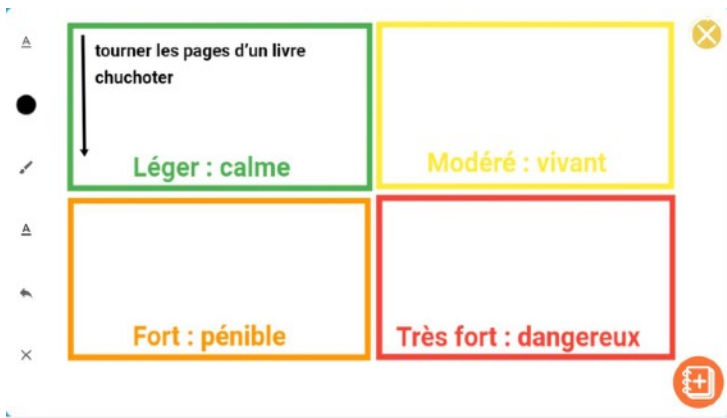 tourner les pages d'un livre
chuchoter
Léger : calme
Modéré : vivant
Fort : pénible
Très fort : dangereux